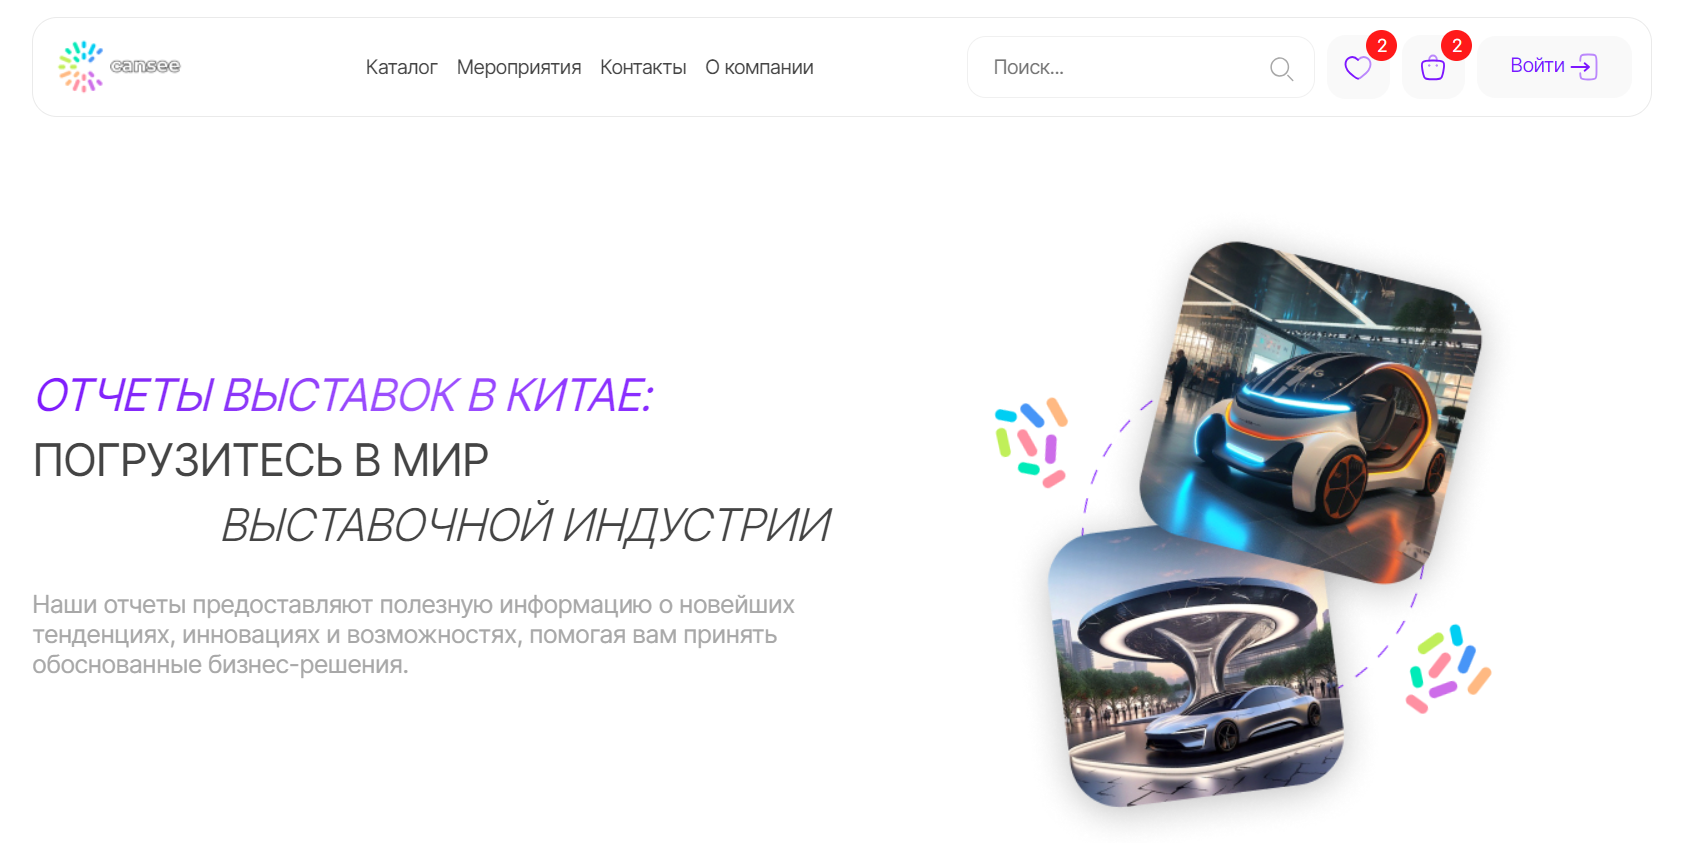 cansee
Каталог
Мероприятия
Контакты
О компании
Поиск...
2
2
Войти
ОТЧЕТЫ ВЫСТАВОК В КИТАЕ:
ПОГРУЗИТЕСЬ В МИР
ВЫСТАВОЧНОЙ ИНДУСТРИИ
Наши отчеты предоставляют полезную информацию о новейших
тенденциях, инновациях и возможностях, помогая вам принять
обоснованные бизнес-решения.